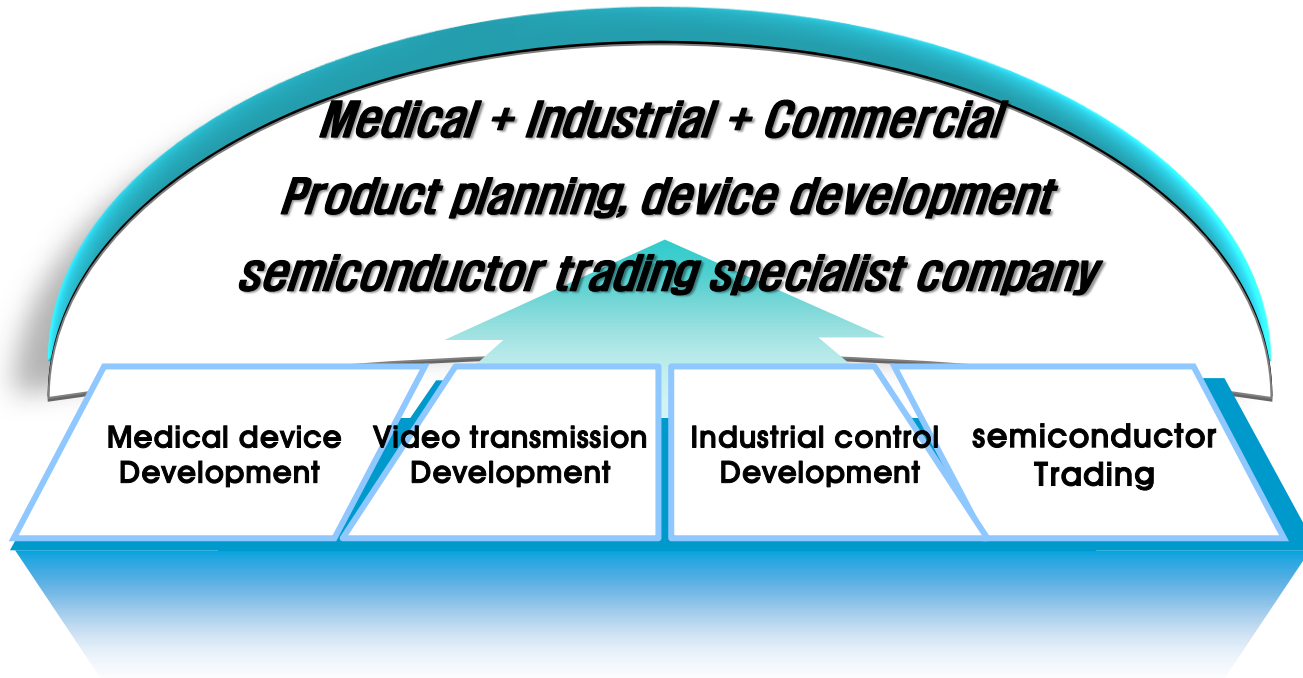 Medical + Industrial + Commercial
Product planning, device development
semiconductor trading specialist company
Medical device
Development
Video transmission
Development
Industrial control
Development
semiconductor
Trading